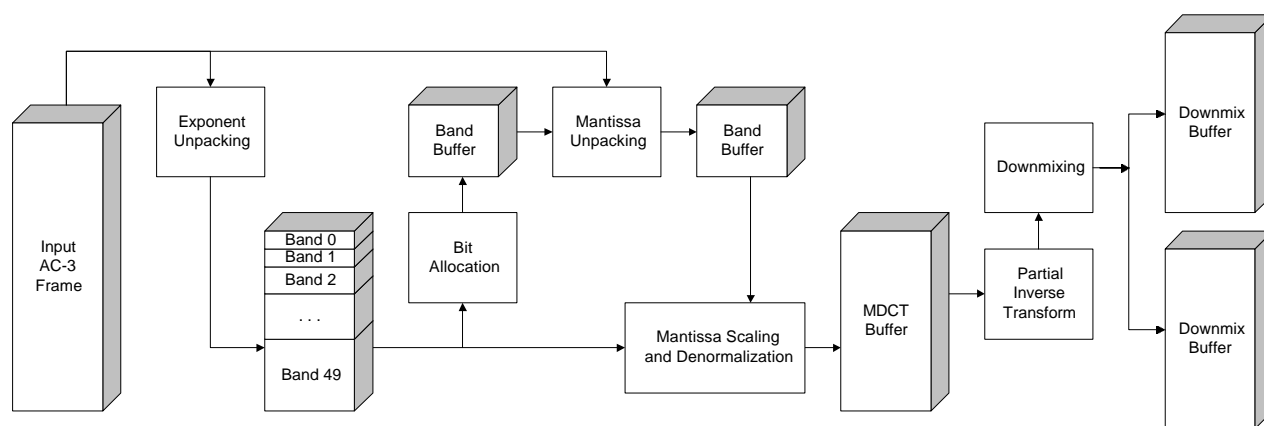 Input
AC-3
Frame
Exponent
Unpacking
Band 0
Band 1
Band 2
. . .
Band 49
Band
Buffer
Bit
Allocation
Mantissa
Unpacking
Band
Buffer
Mantissa Scaling
and Denormalization
MDCT
Buffer
Partial
Inverse
Transform
Downmixing
Downmix
Buffer
Downmix
Buffer